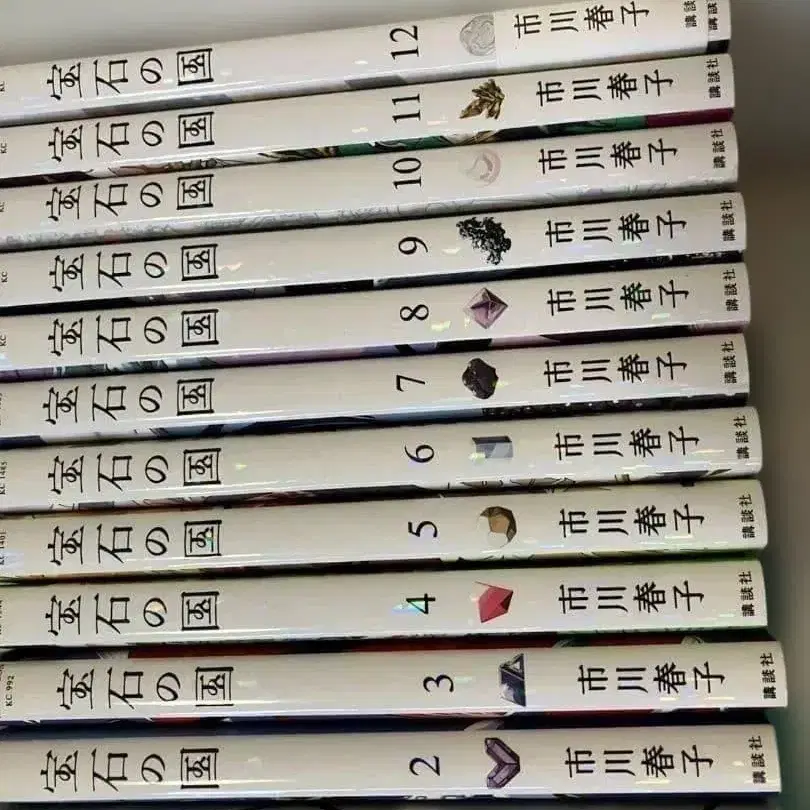 宝石の国 12 市川春子 講談社
宝石の国 11 市川春子 講談社
KC 宝石の国 10 市川春子 講談社
宝石の国 9 市川春子 講談社
宝石の国 8 市川春子 講談社
宝石の国 7 市川春子 講談社
宝石の国 6 市川春子 講談社
宝石の国 5 市川春子 講談社
宝石の国 4 市川春子 講談社
KC 992 宝石の国 3 市川春子 講談社
宝石の国 2 市川春子 講談社